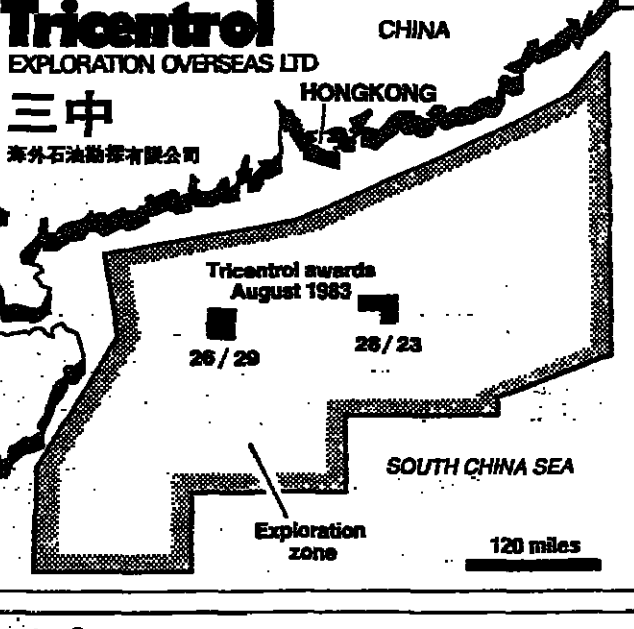 Tricentrol
EXPLORATION OVERSEAS LTD
三中
海外石油勘探有限公司
CHINA
HONGKONG
Tricentrol awards
August 1983
26/29
28/23
SOUTH CHINA SEA
Exploration
zone
120 miles